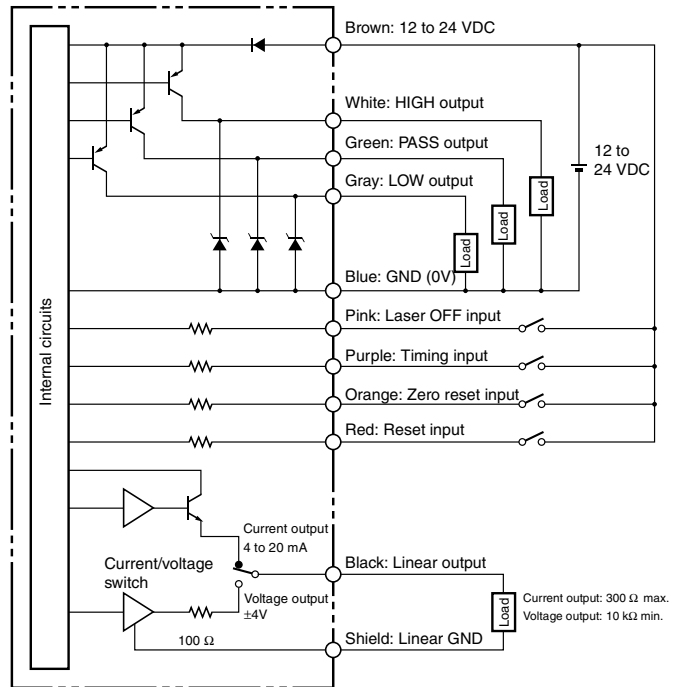 Brown: 12 to 24 VDC
White: HIGH output
Green: PASS output
12 to
24 VDC
Load
Gray: LOW output
Load
Load
Blue: GND (0V)
Internal circuits
Pink: Laser OFF input
Purple: Timing input
Orange: Zero reset input
Red: Reset input
Current output
4 to 20 mA
Current/voltage
switch
Black: Linear output
Voltage output
±4V
Load
Current output: 300 Ω max.
Voltage output: 10 kΩ min.
100 Ω
Shield: Linear GND